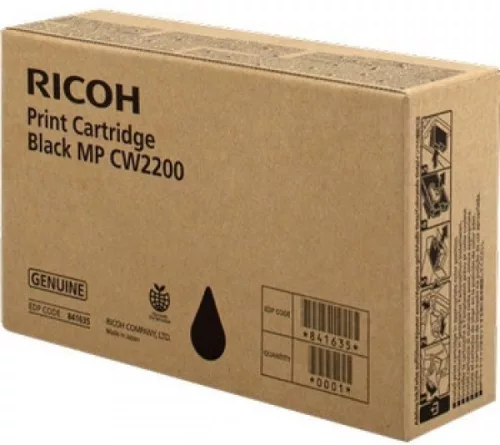 RICOH
Print Cartridge
Black MP CW2200
GENUINE
EDP CODE 841635
RICOH COMPANY, LTD.
Made in Japan
EDP CODE
*841635*
QUANTITY
*0001*